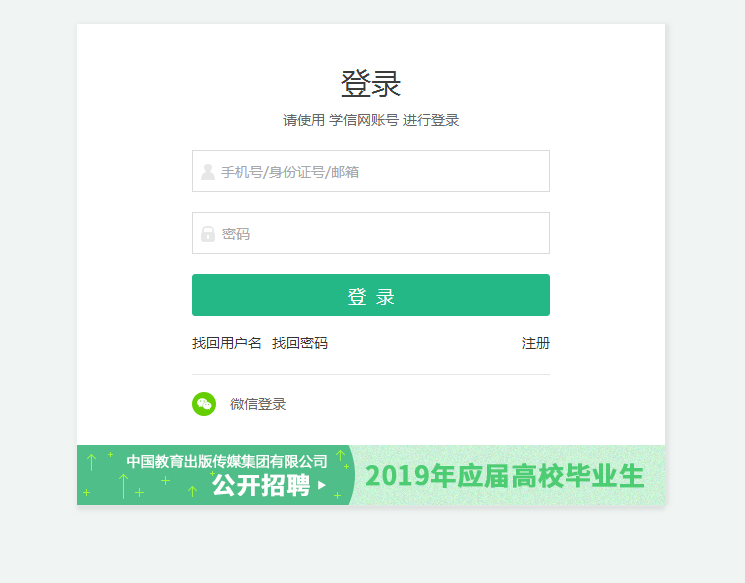 登录
请使用 学信网账号 进行登录
手机号/身份证号/邮箱
密码
登 录
找回用户名 找回密码 注册
微信登录
中国教育出版传媒集团有限公司
公开招聘
2019年应届高校毕业生